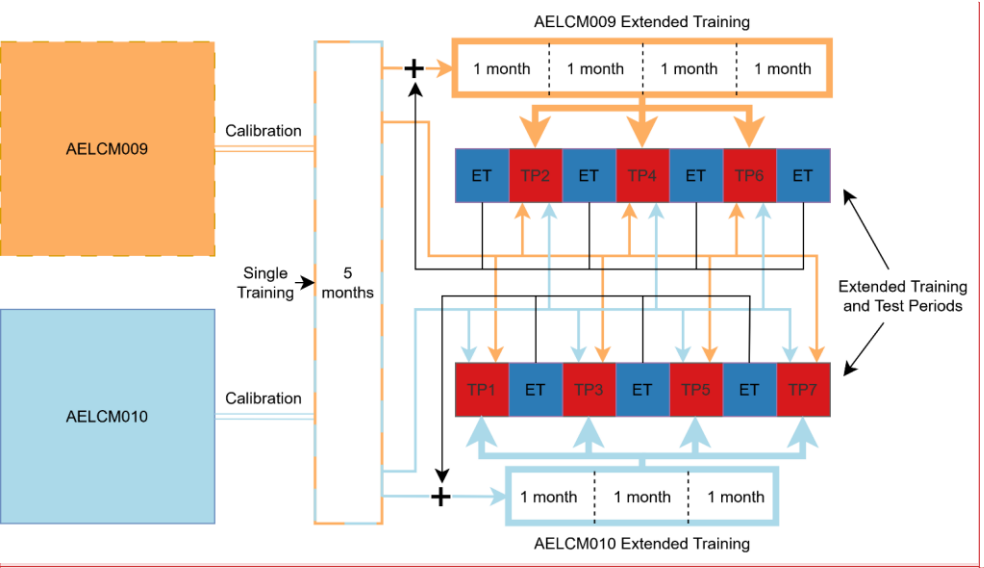 AELCM009 Extended Training
1 month 1 month 1 month 1 month
AELCM009
Calibration
ET TP2 ET TP4 ET TP6 ET
Single
Training
5
months
Extended Training
and Test Periods
AELCM010
Calibration
TP1 ET TP3 ET TP5 ET TP7
+
+
1 month 1 month 1 month
AELCM010 Extended Training